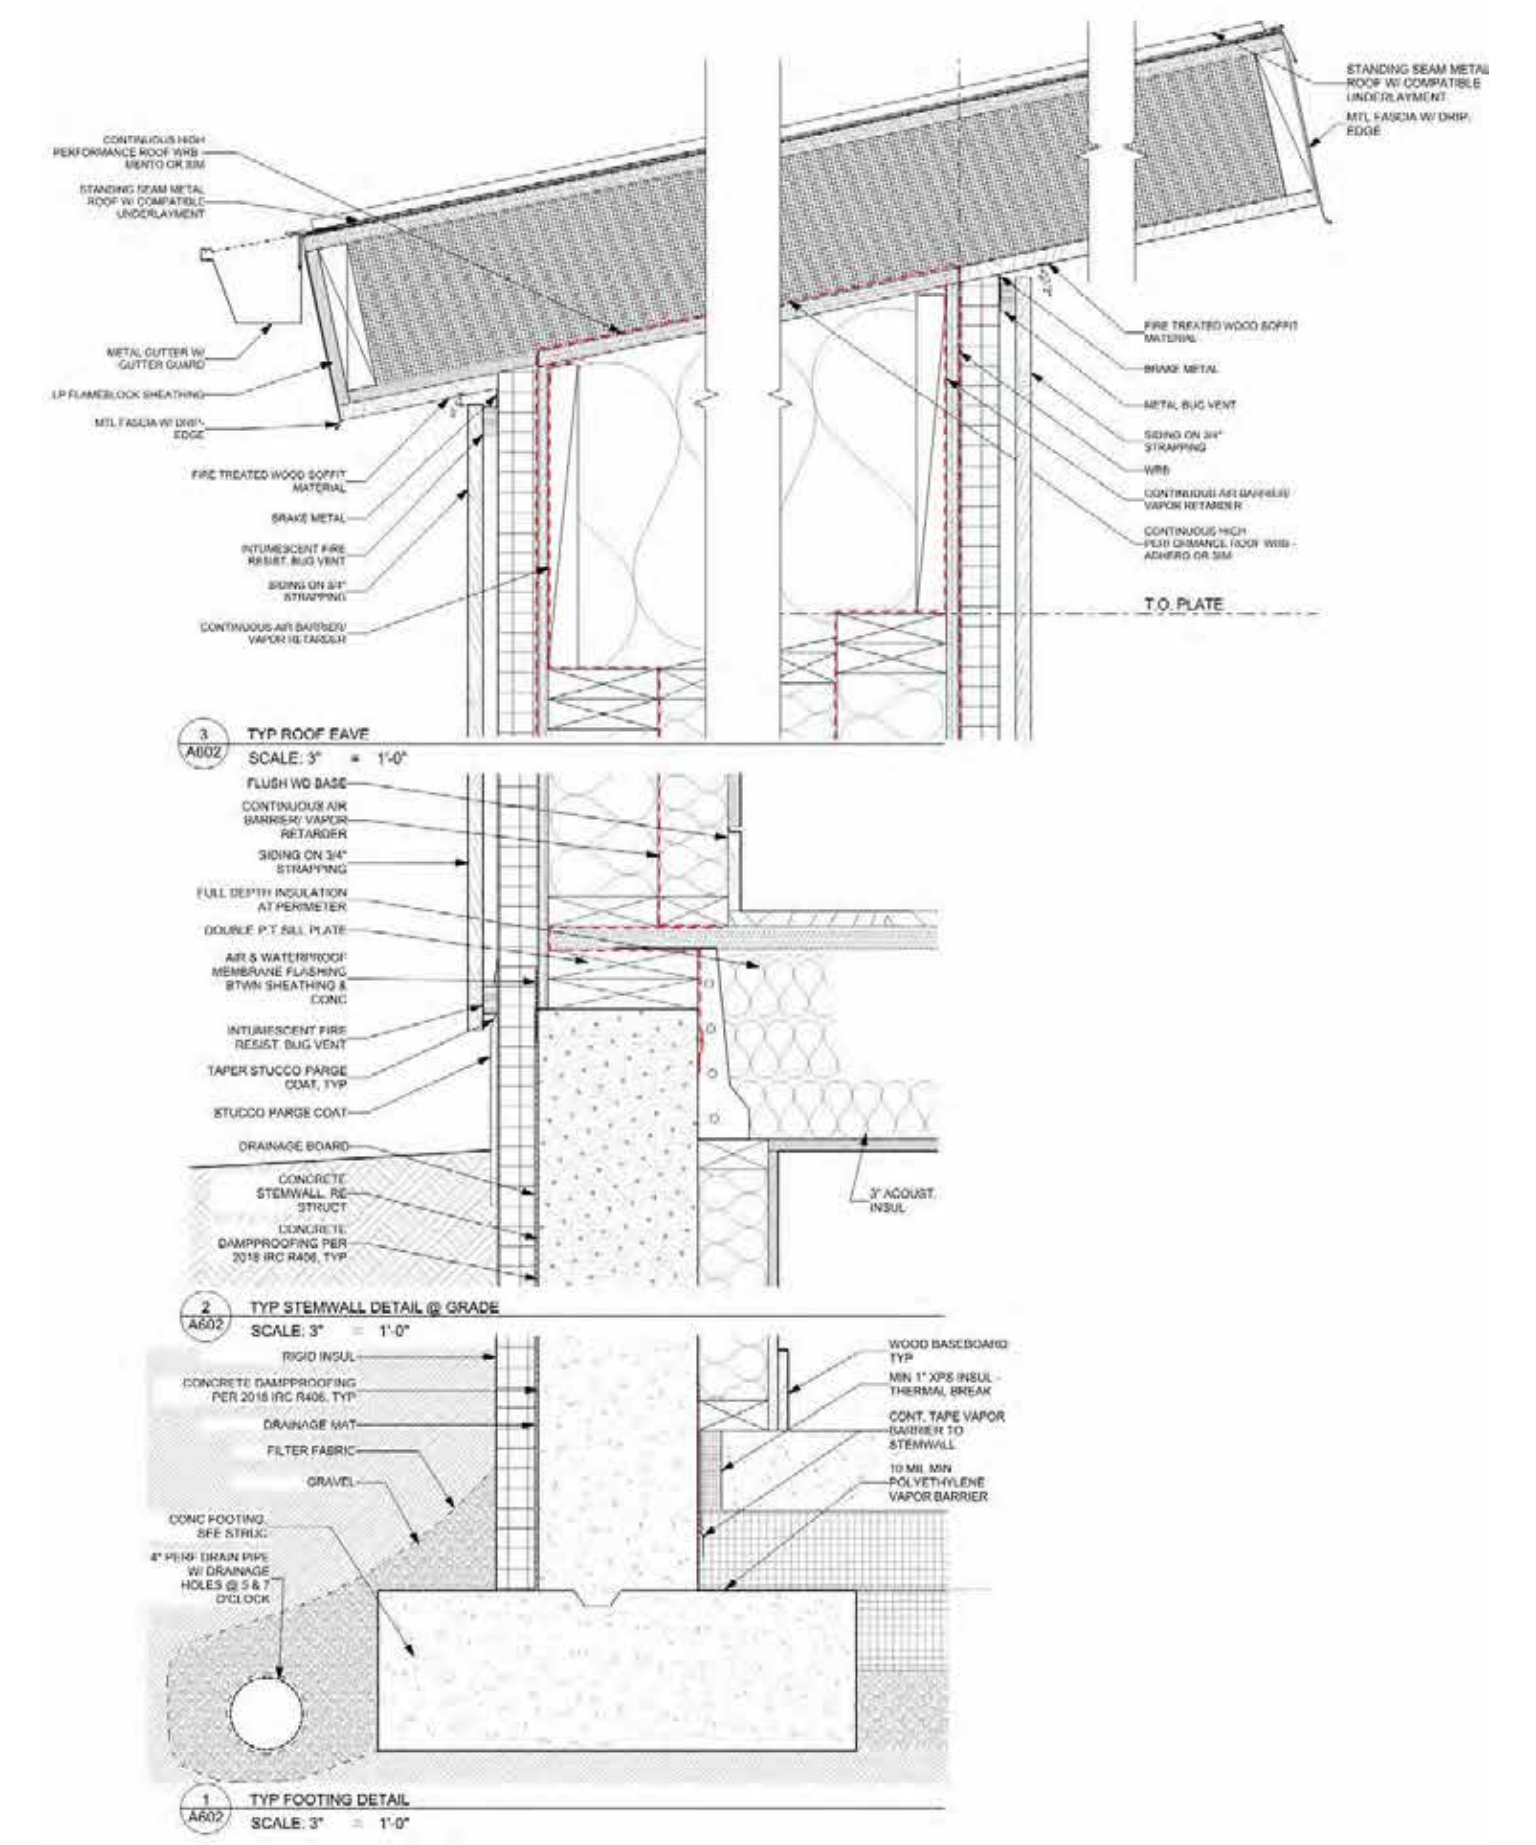 STANDING SEAM METAL
ROOF W/ COMPATIBLE
UNDERLAYMENT
MTL FASCIA W/ DRIP-
EDGE
CONTINUOUS HIGH
PERFORMANCE ROOF WRB -
MENTO OR SIM
STANDING SEAM METAL
ROOF W/ COMPATIBLE
UNDERLAYMENT
METAL GUTTER W/
GUTTER GUARD
LP FLAMEBLOCK SHEATHING
MTL FASCIA W/ DRIP-
EDGE
FIRE TREATED WOOD SOFFIT
MATERIAL
BRAKE METAL
INTUMESCENT FIRE
RESIST. BUG VENT
SIDING ON 3/4"
STRAPPING
CONTINUOUS AIR BARRIER/
VAPOR RETARDER
FIRE TREATED WOOD SOFFIT
MATERIAL
BRAKE METAL
METAL BUG VENT
SIDING ON 3/4"
STRAPPING
WRB
CONTINUOUS AIR BARRIER/
VAPOR RETARDER
CONTINUOUS HIGH
PERFORMANCE ROOF WRB -
ADHERO OR SIM
T.O. PLATE
3
A602
TYP ROOF EAVE
SCALE: 3" = 1'-0"
FLUSH WD BASE
CONTINUOUS AIR
BARRIER/ VAPOR
RETARDER
SIDING ON 3/4"
STRAPPING
FULL DEPTH INSULATION
AT PERIMETER
DOUBLE P.T. SILL PLATE
AIR & WATERPROOF
MEMBRANE FLASHING
BTWN SHEATHING &
CONC
INTUMESCENT FIRE
RESIST. BUG VENT
TAPER STUCCO PARGE
COAT, TYP
STUCCO PARGE COAT
DRAINAGE BOARD
CONCRETE
STEMWALL, RE
STRUCT
CONCRETE
DAMPPROOFING PER
2018 IRC R406, TYP
3" ACOUST.
INSUL
2
A602
TYP STEMWALL DETAIL @ GRADE
SCALE: 3" = 1'-0"
RIGID INSUL
CONCRETE DAMPPROOFING
PER 2018 IRC R406, TYP
DRAINAGE MAT
FILTER FABRIC
GRAVEL
CONC FOOTING,
SEE STRUC
4" PERF DRAIN PIPE
W/ DRAINAGE
HOLES @ 5 & 7
O'CLOCK
WOOD BASEBOARD
TYP
MIN 1" XPS INSUL -
THERMAL BREAK
CONT. TAPE VAPOR
BARRIER TO
STEMWALL
10 MIL MIN
POLYETHYLENE
VAPOR BARRIER
1
A602
TYP FOOTING DETAIL
SCALE: 3" = 1'-0"